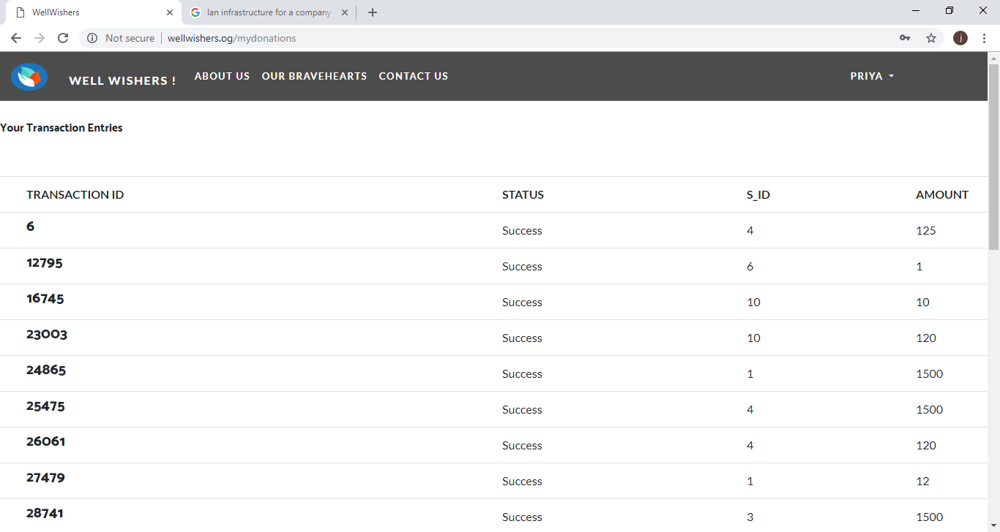 WellWishers
lan infrastructure for a company
Not secure
wellwishers.og/mydonations
j
WELL WISHERS !
ABOUT US
OUR BRAVEHEARTS
CONTACT US
PRIYA
Your Transaction Entries
TRANSACTION ID STATUS S_ID AMOUNT
6 Success 4 125
12795 Success 6 1
16745 Success 10 10
23003 Success 10 120
24865 Success 1 1500
25475 Success 4 1500
26061 Success 4 120
27479 Success 1 12
28741 Success 3 1500